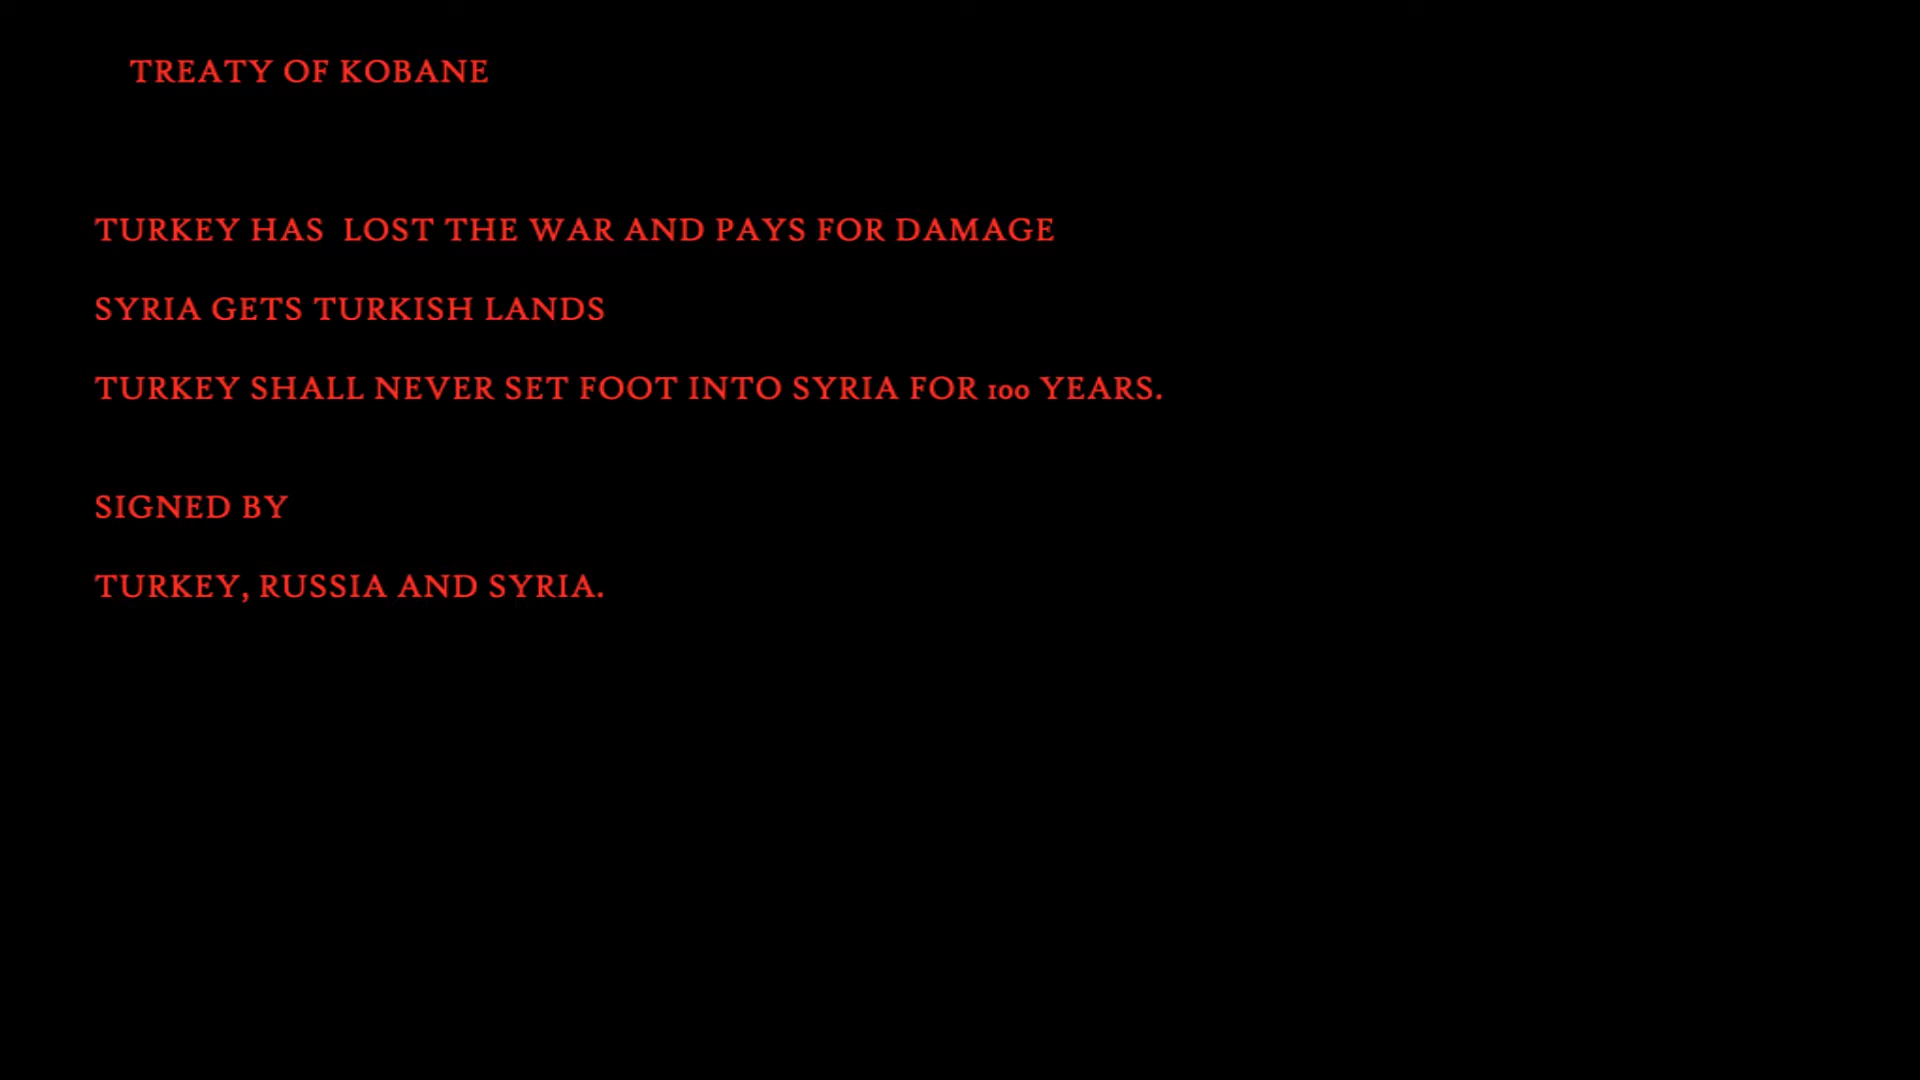 TREATY OF KOBANE
TURKEY HAS LOST THE WAR AND PAYS FOR DAMAGE
SYRIA GETS TURKISH LANDS
TURKEY SHALL NEVER SET FOOT INTO SYRIA FOR 100 YEARS.
SIGNED BY
TURKEY, RUSSIA AND SYRIA.